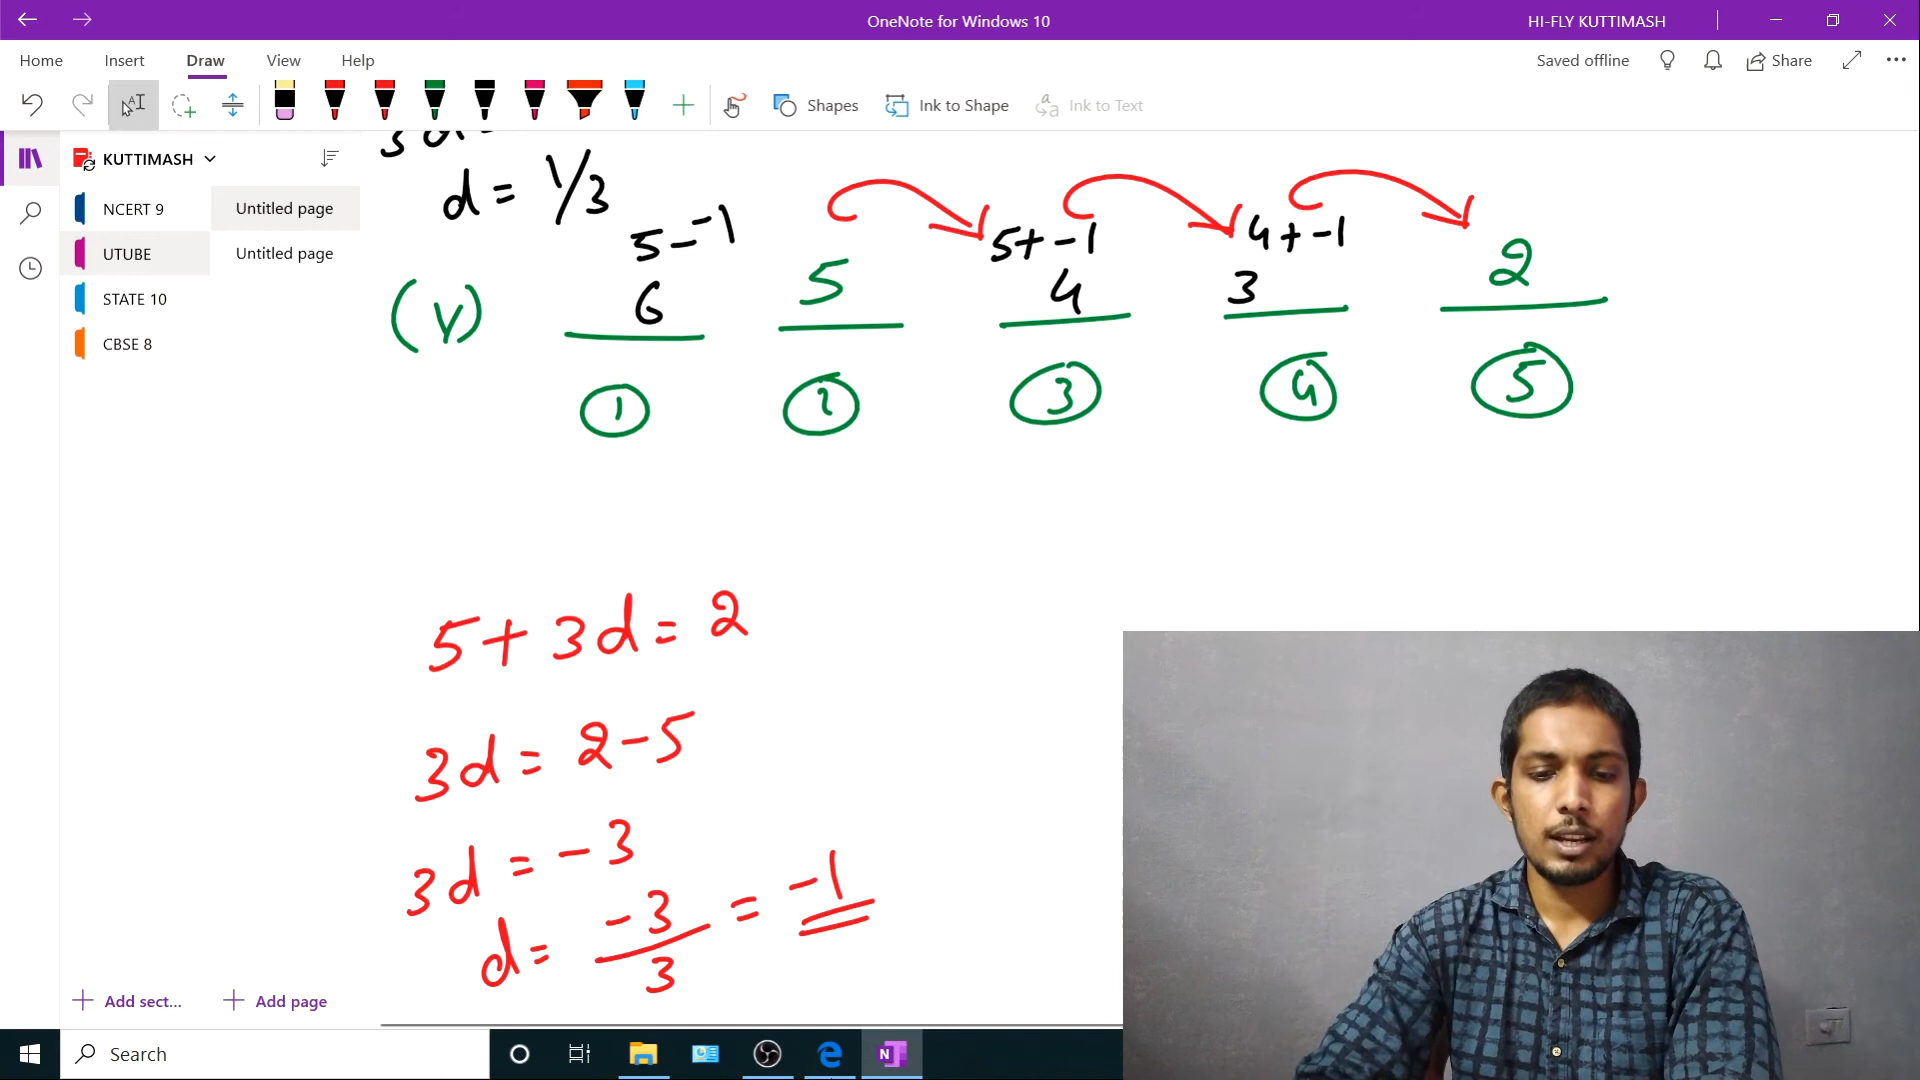 OneNote for Windows 10
HI-FLY KUTTIMASH
Home Insert Draw View Help
Saved offline
Share
Shapes
Ink to Shape
Ink to Text
KUTTIMASH
NCERT 9
UTUBE
STATE 10
CBSE 8
Untitled page
Untitled page
d = 1/3
5 - -1
5 + -1
4 + -1
(V) 6 5 4 3 2
1 2 3 4 5
5 + 3d = 2
3d = 2 - 5
3d = -3
d = -3/3 = -1
Add sect...
Add page
Search